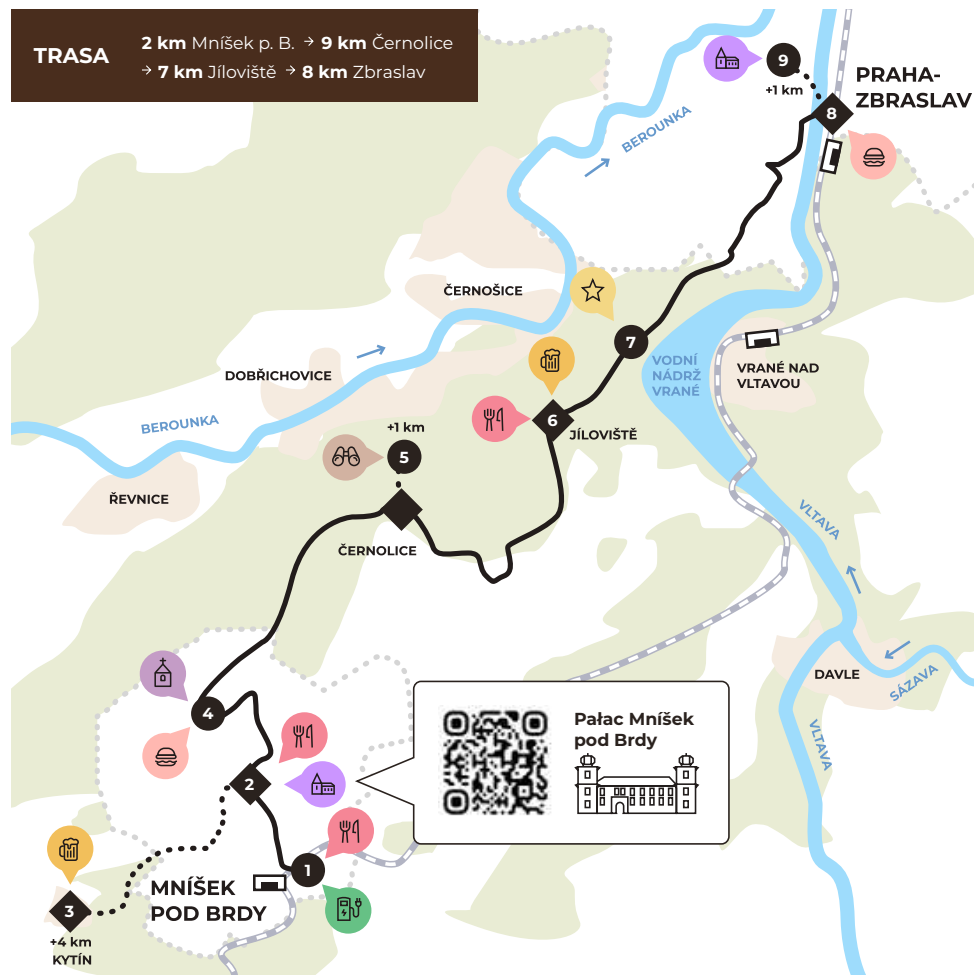 TRASA
2 km Mníšek p. B. → 9 km Černolice
→ 7 km Jíloviště → 8 km Zbraslav
9
+1 km
PRAHA-
ZBRASLAV
8
BEROUNKA
ČERNOŠICE
7
VODNÍ
NÁDRŽ
VRANÉ
VRANÉ NAD
VLTAVOU
DOBŘICHOVICE
BEROUNKA
6
JÍLOVIŠTĚ
+1 km
5
ŘEVNICE
ČERNOLICE
VLTAVA
DAVLE
SÁZAVA
VLTAVA
4
2
Pałac Mníšek
pod Brdy
1
MNÍŠEK
POD BRDY
3
+4 km
KYTÍN